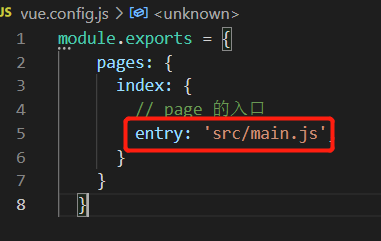 JS vue.config.js > <unknown>
1 module.exports = {
2 pages: {
3 index: {
4 // page 的入口
5 entry: 'src/main.js'
6 }
7 }
8 }